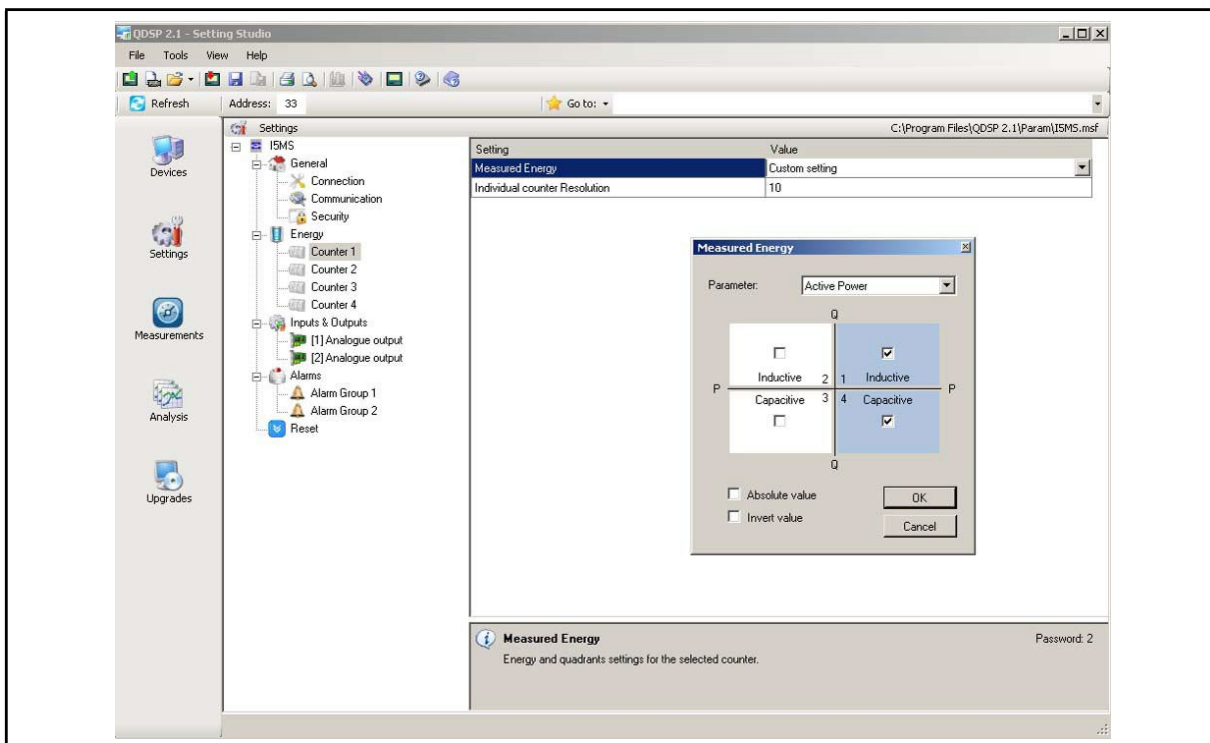 QDSP 2.1 - Setting Studio
File Tools View Help
Refresh Address: 33 Go to:
Settings C:\Program Files\QDSP 2.1\Param\I5MS.msf
Devices
Settings
Measurements
Analysis
Upgrades
I5MS
General
Connection
Communication
Security
Energy
Counter 1
Counter 2
Counter 3
Counter 4
Inputs & Outputs
[1] Analogue output
[2] Analogue output
Alarms
Alarm Group 1
Alarm Group 2
Reset
Setting Value
Measured Energy Custom setting
Individual counter Resolution 10
Measured Energy
Parameter: Active Power
Q
Inductive 2 1 Inductive
P P
Capacitive 3 4 Capacitive
Q
Absolute value OK
Invert value Cancel
Measured Energy Password: 2
Energy and quadrants settings for the selected counter.